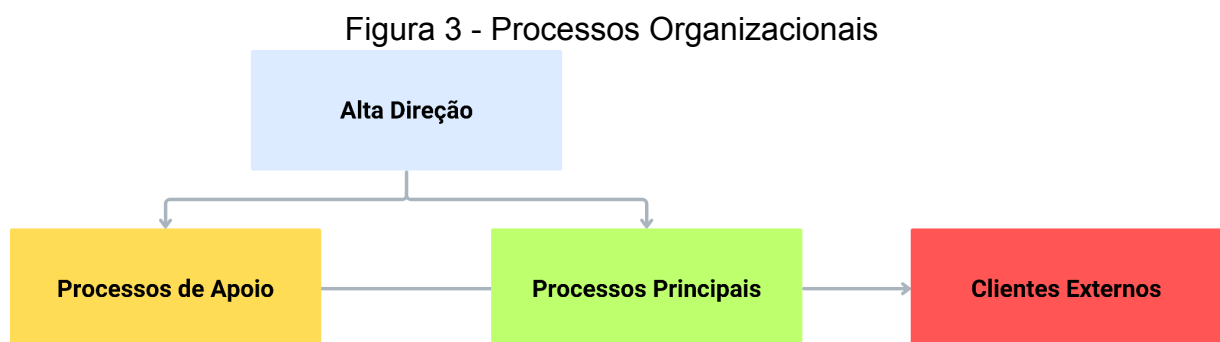 Figura 3 - Processos Organizacionais
Alta Direção
Processos de Apoio
Processos Principais
Clientes Externos